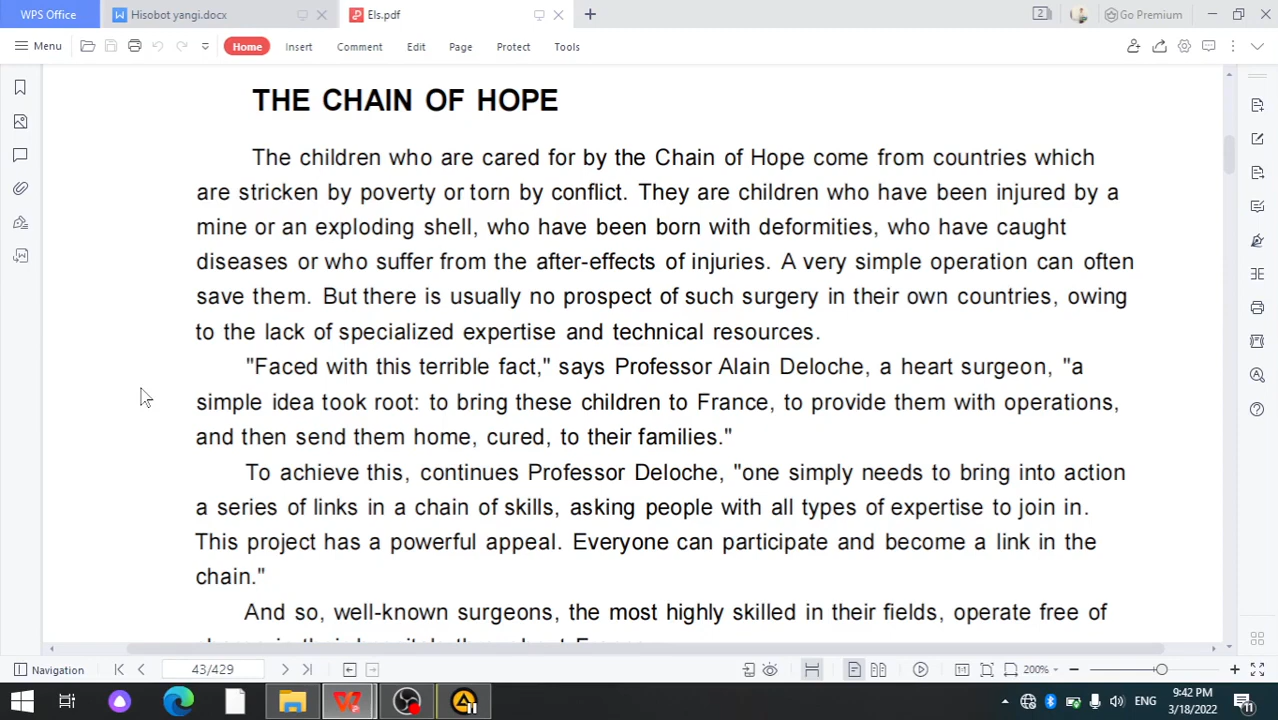 WPS Office
Hisobot yangi.docx
Els.pdf
2
Go Premium
Menu
Home
Insert
Comment
Edit
Page
Protect
Tools
THE CHAIN OF HOPE
The children who are cared for by the Chain of Hope come from countries which
are stricken by poverty or torn by conflict. They are children who have been injured by a
mine or an exploding shell, who have been born with deformities, who have caught
diseases or who suffer from the after-effects of injuries. A very simple operation can often
save them. But there is usually no prospect of such surgery in their own countries, owing
to the lack of specialized expertise and technical resources.
"Faced with this terrible fact," says Professor Alain Deloche, a heart surgeon, "a
simple idea took root: to bring these children to France, to provide them with operations,
and then send them home, cured, to their families."
To achieve this, continues Professor Deloche, "one simply needs to bring into action
a series of links in a chain of skills, asking people with all types of expertise to join in.
This project has a powerful appeal. Everyone can participate and become a link in the
chain."
And so, well-known surgeons, the most highly skilled in their fields, operate free of
Navigation
43/429
200%
ENG
9:42 PM
3/18/2022
11